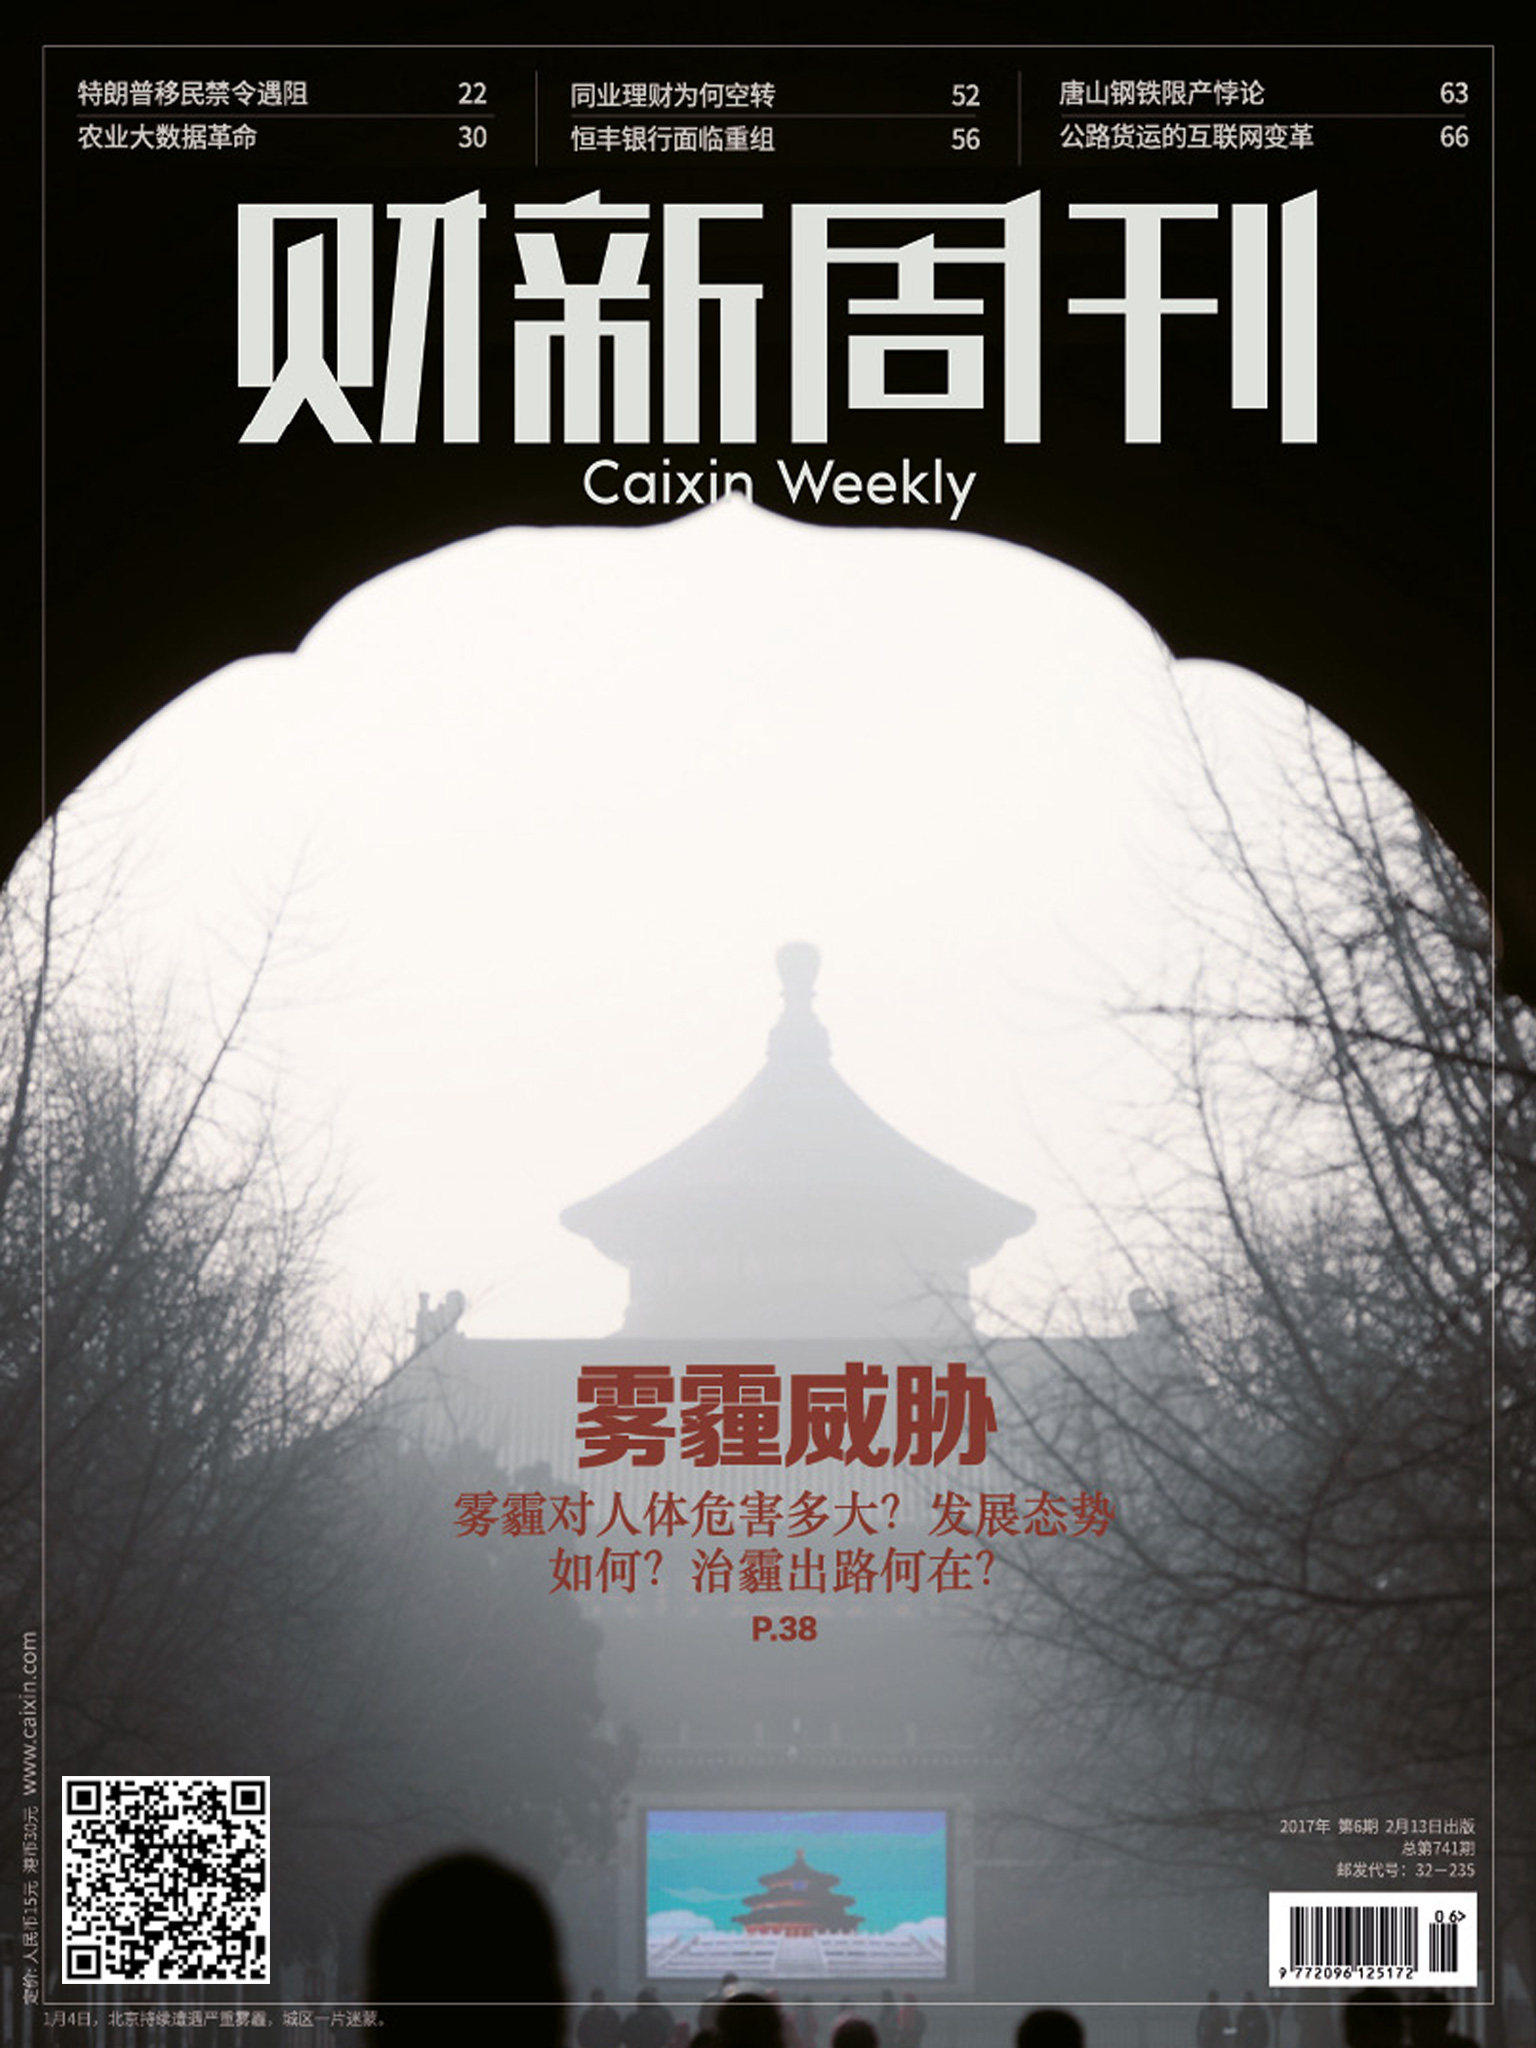 特朗普移民禁令遇阻 22
农业大数据革命 30
同业理财为何空转 52
恒丰银行面临重组 56
唐山钢铁限产悖论 63
公路货运的互联网变革 66
财新周刊
Caixin Weekly
雾霾威胁
雾霾对人体危害多大？发展态势
如何？治霾出路何在？
P.38
www.caixin.com
定价：人民币15元 港币30元
2017年 第6期 2月13日出版
总第741期
邮发代号：32－235
06>
9 772096 125172
1月4日，北京持续遭遇严重雾霾，城区一片迷蒙。